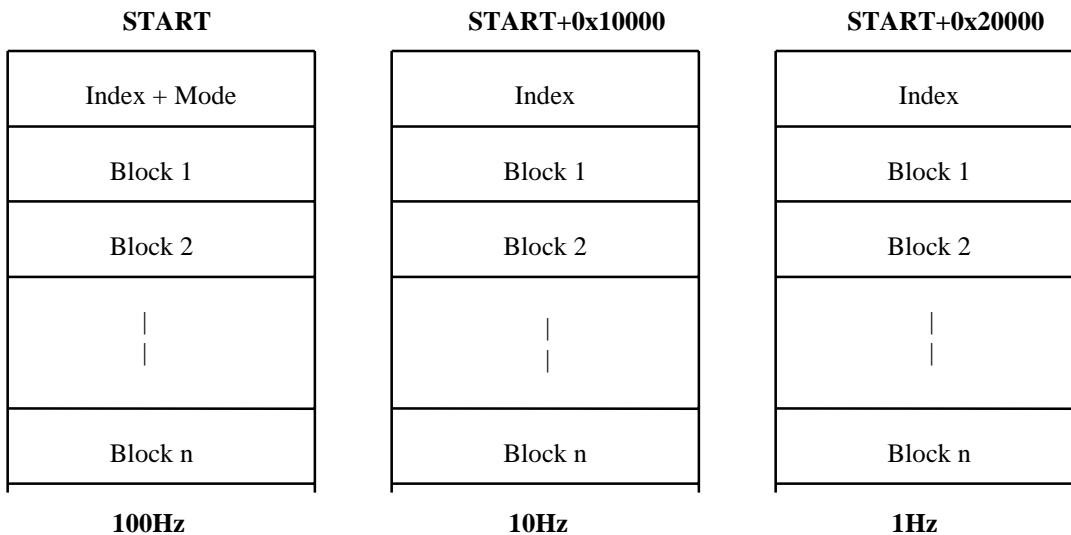 START START+0x10000 START+0x20000
Index + Mode Index Index
Block 1 Block 1 Block 1
Block 2 Block 2 Block 2
| | |
| | |
Block n Block n Block n
100Hz 10Hz 1Hz